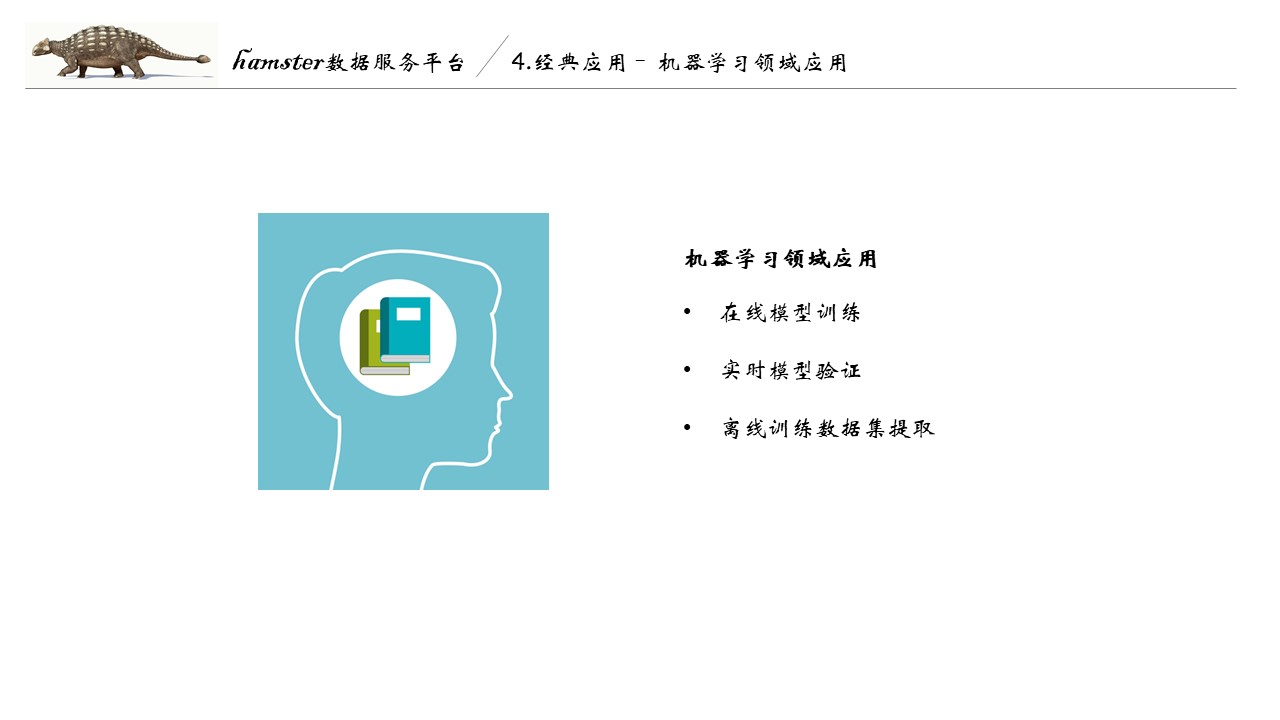 hamster数据服务平台 4.经典应用 - 机器学习领域应用
机器学习领域应用
• 在线模型训练
• 实时模型验证
• 离线训练数据集提取